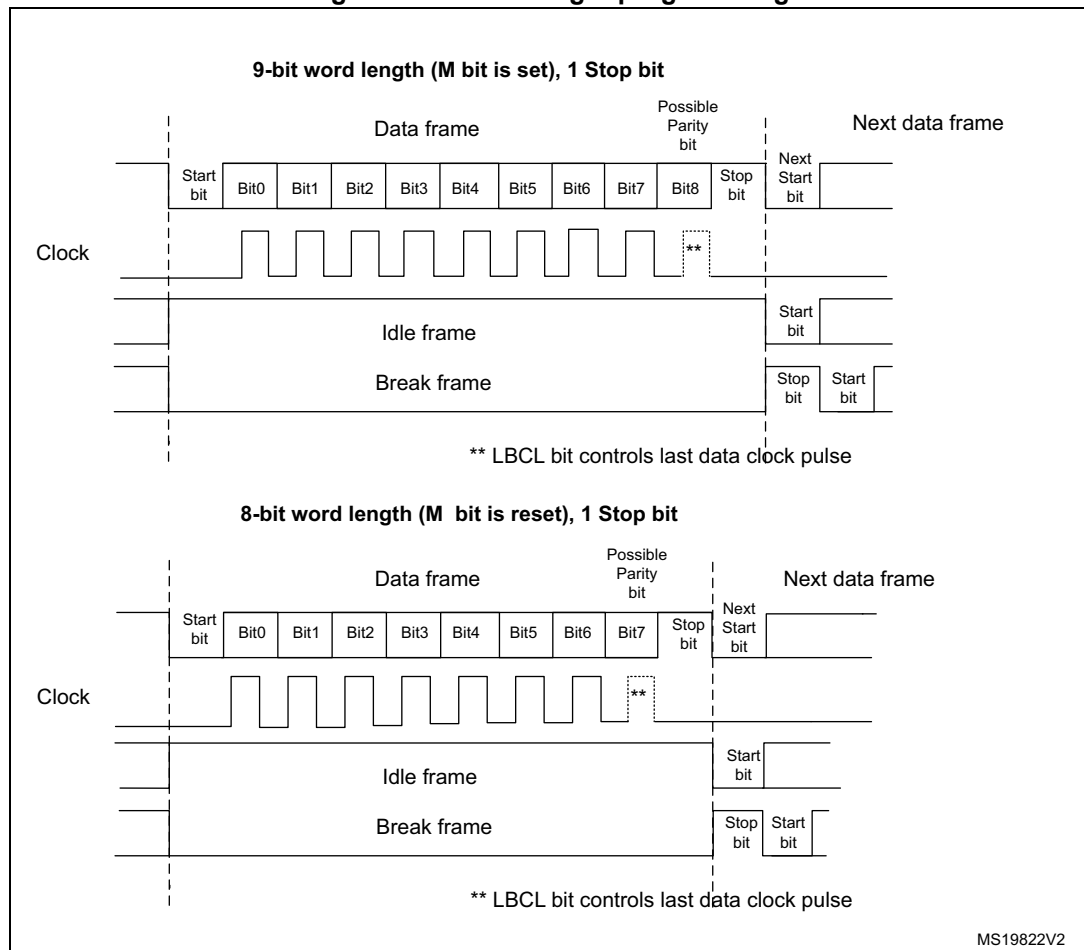 9-bit word length (M bit is set), 1 Stop bit
Possible
Parity
bit
Data frame
Next data frame
Start
bit
Bit0
Bit1
Bit2
Bit3
Bit4
Bit5
Bit6
Bit7
Bit8
Stop
bit
Next
Start
bit
Clock
**
Idle frame
Start
bit
Break frame
Stop
bit
Start
bit
** LBCL bit controls last data clock pulse
8-bit word length (M bit is reset), 1 Stop bit
Possible
Parity
bit
Data frame
Next data frame
Start
bit
Bit0
Bit1
Bit2
Bit3
Bit4
Bit5
Bit6
Bit7
Stop
bit
Next
Start
bit
Clock
**
Idle frame
Start
bit
Break frame
Stop
bit
Start
bit
** LBCL bit controls last data clock pulse
MS19822V2